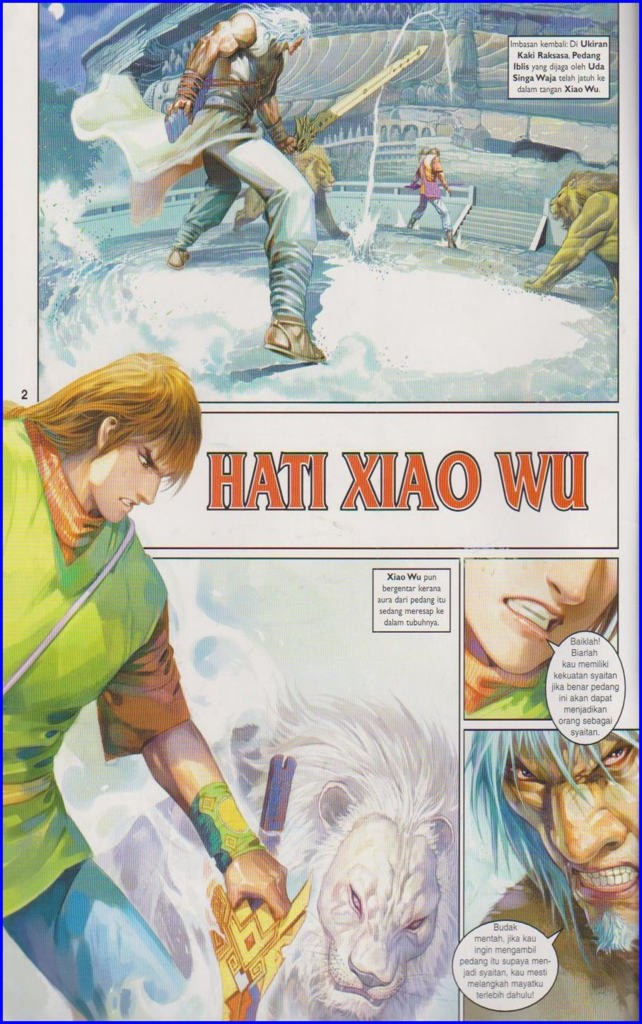 Imbasan kembali: Di Ukiran
Kaki Raksasa, Pedang
Iblis yang dijaga oleh Uda
Singa Waja telah jatuh ke
dalam tangan Xiao Wu.
2
HATI XIAO WU
Xiao Wu pun
bergentar kerana
aura dari pedang itu
sedang meresap ke
dalam tubuhnya.
Baiklah!
Biarlah
kau memiliki
kekuatan syaitan
jika benar pedang
ini akan dapat
menjadikan
orang sebagai
syaitan.
Budak
mentah, jika kau
ingin mengambil
pedang itu supaya men-
jadi syaitan, kau mesti
melangkah mayatku
terlebih dahulu!